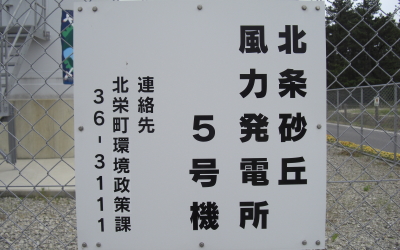 北条砂丘
風力発電所
５号機
連絡先
北栄町環境政策課
３６-３１１１